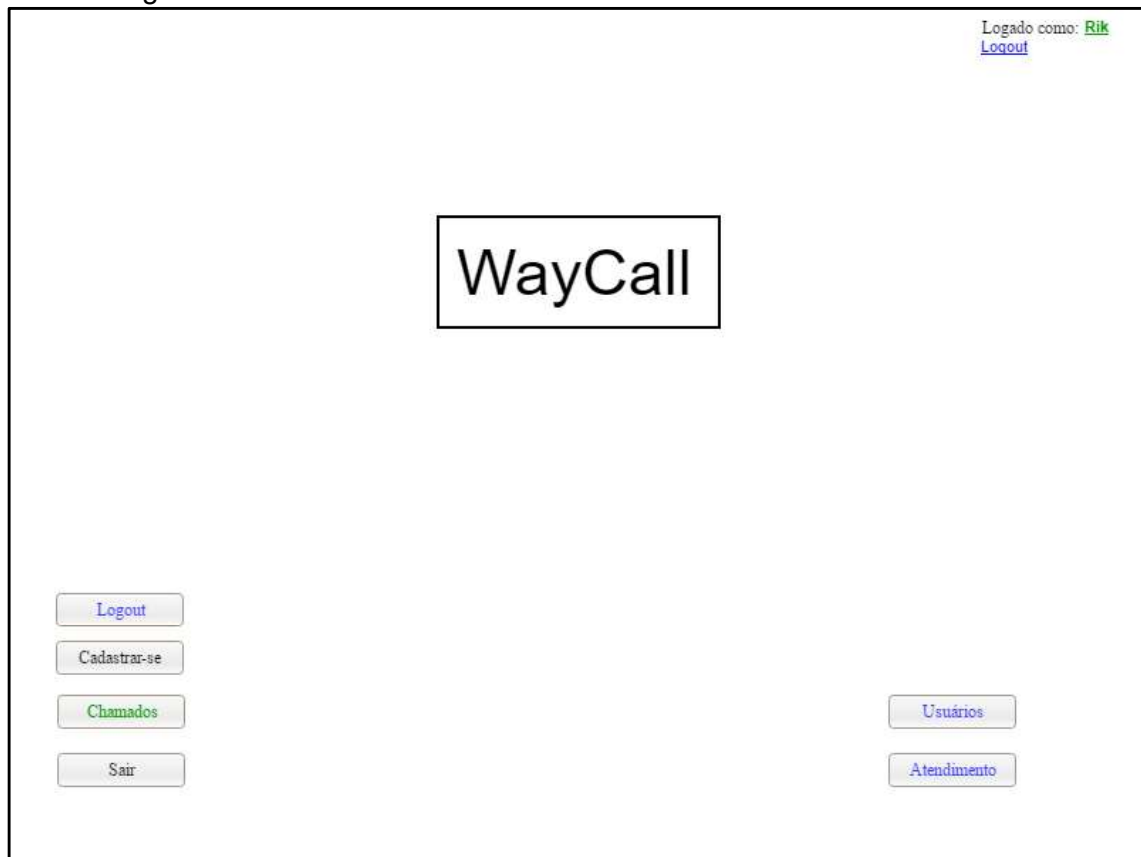 Logado como: Rik
Logout
WayCall
Logout
Cadastrar-se
Chamados
Usuários
Sair
Atendimento